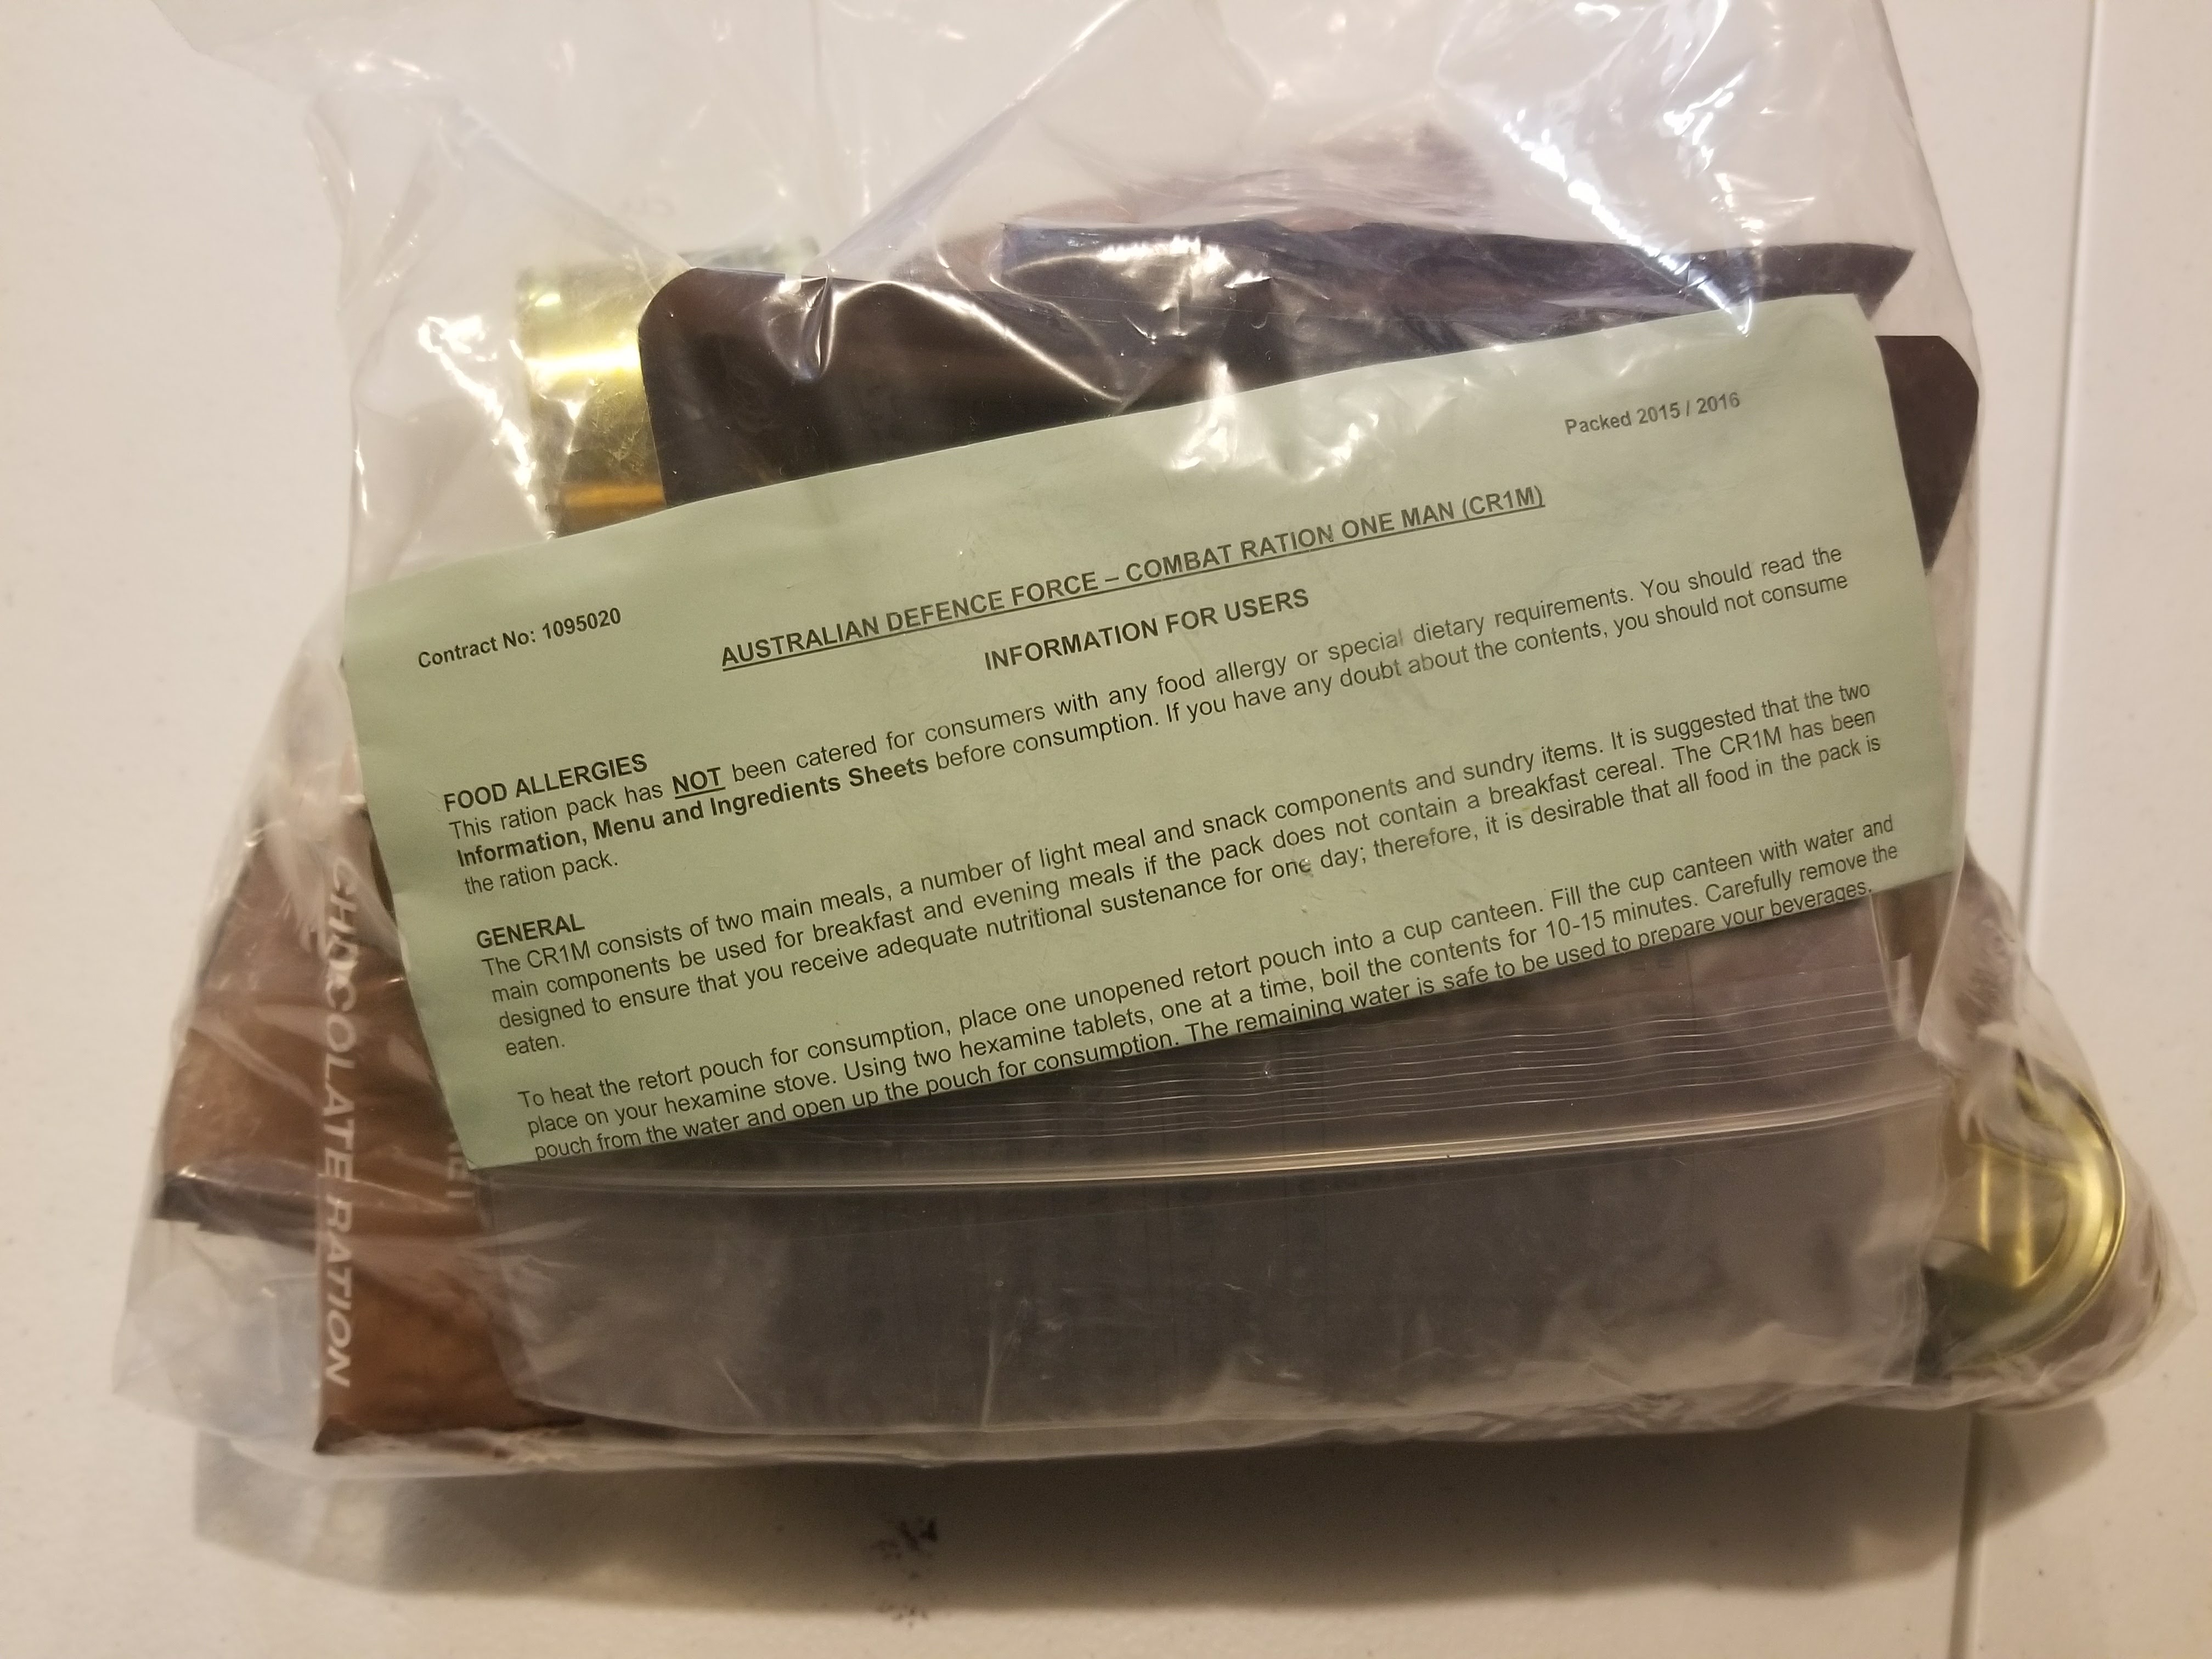 Packed 2015 / 2016
Contract No: 1095020
AUSTRALIAN DEFENCE FORCE – COMBAT RATION ONE MAN (CR1M)
INFORMATION FOR USERS
FOOD ALLERGIES
This ration pack has NOT been catered for consumers with any food allergy or special dietary requirements. You should read the
Information, Menu and Ingredients Sheets before consumption. If you have any doubt about the contents, you should not consume
the ration pack.
GENERAL
The CR1M consists of two main meals, a number of light meal and snack components and sundry items. It is suggested that the two
main components be used for breakfast and evening meals if the pack does not contain a breakfast cereal. The CR1M has been
designed to ensure that you receive adequate nutritional sustenance for one day; therefore, it is desirable that all food in the pack is
eaten.
To heat the retort pouch for consumption, place one unopened retort pouch into a cup canteen. Fill the cup canteen with water and
place on your hexamine stove. Using two hexamine tablets, one at a time, boil the contents for 10-15 minutes. Carefully remove the
pouch from the water and open up the pouch for consumption. The remaining water is safe to be used to prepare your beverages.
CHOCOLATE RATION